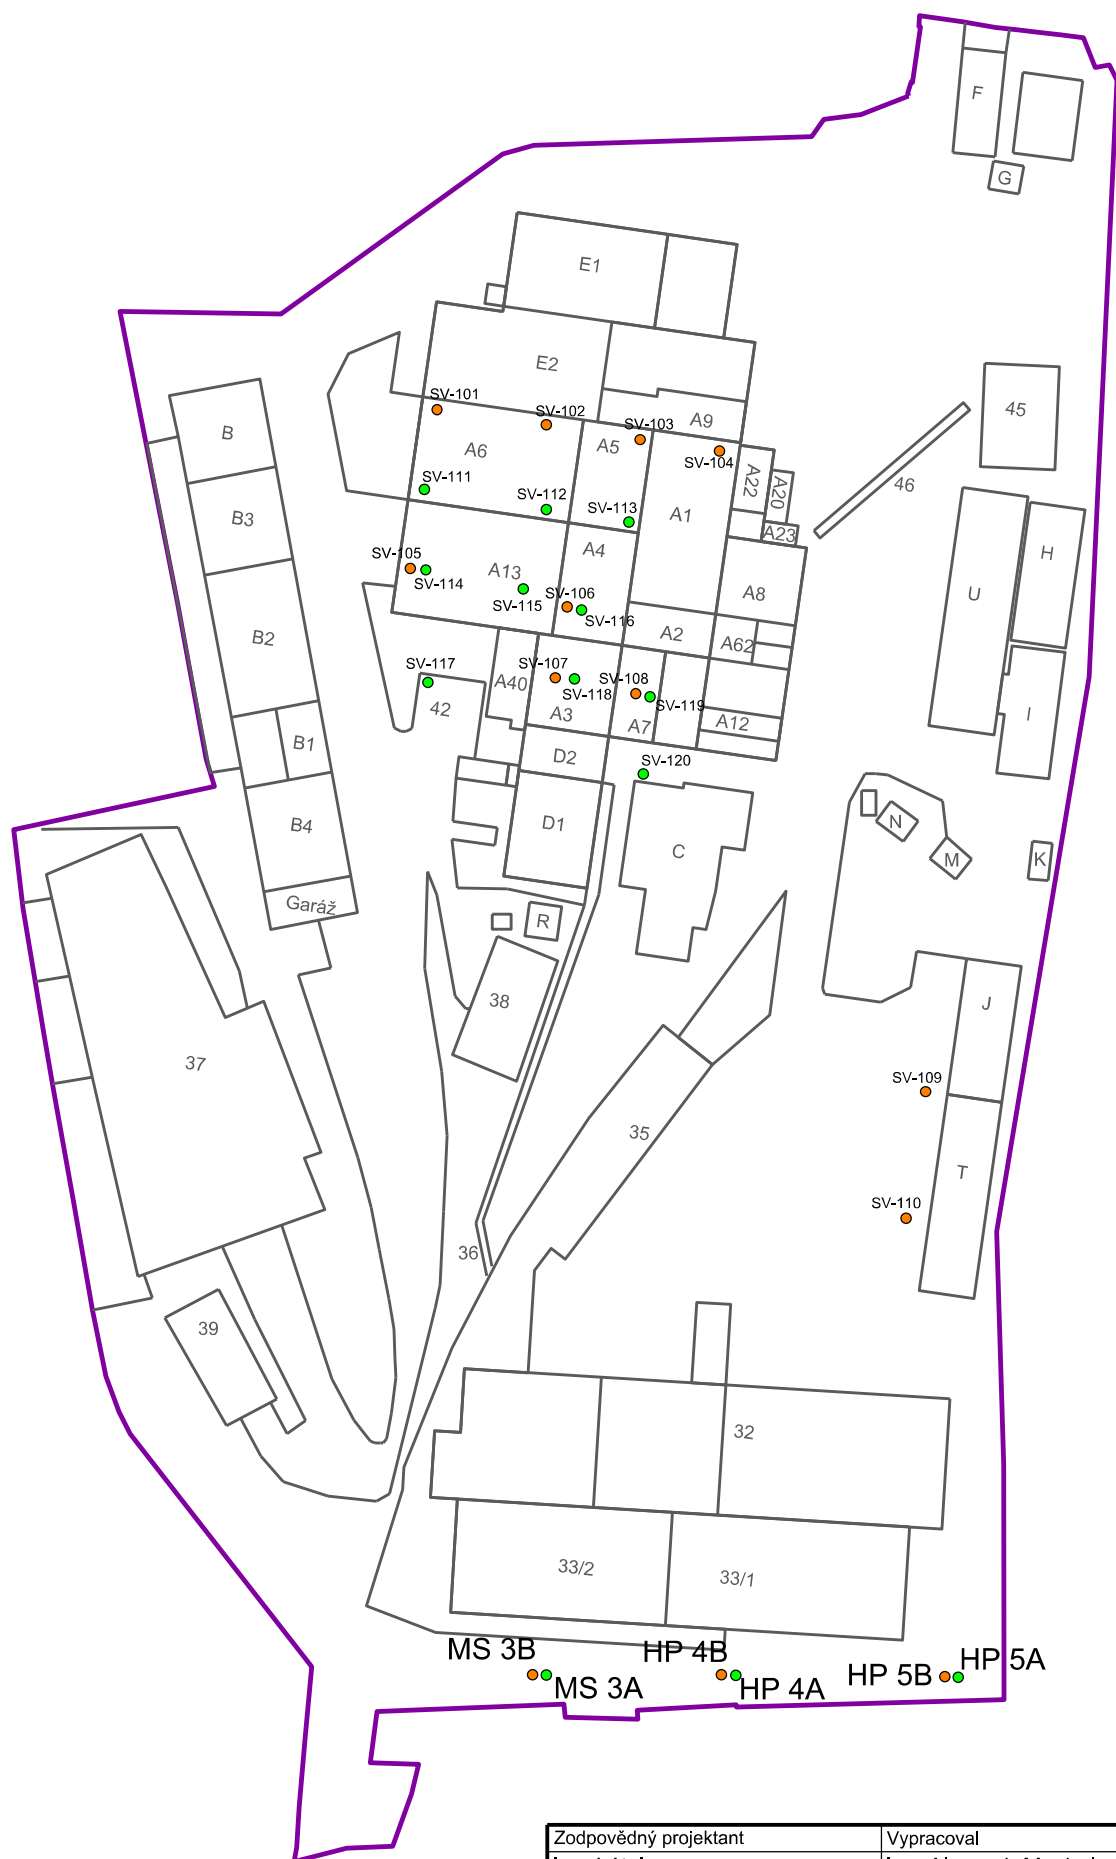 F
G
E1
E2
SV-101
SV-102
SV-103
A9
45
B
A6
A5
SV-104
A22
A20
46
SV-111
SV-112
SV-113
A1
A23
B3
A4
H
SV-105
SV-114
A13
SV-115
SV-106
SV-116
A8
U
B2
A2
A62
SV-117
42
A40
SV-107
SV-118
SV-108
SV-119
A3
A7
A12
I
B1
D2
SV-120
B4
D1
C
N
M
K
Garáž
R
38
J
37
35
SV-109
T
SV-110
36
39
32
33/2
33/1
MS 3B
MS 3A
HP 4B
HP 4A
HP 5B
HP 5A
Zodpovědný projektant
Vypracoval